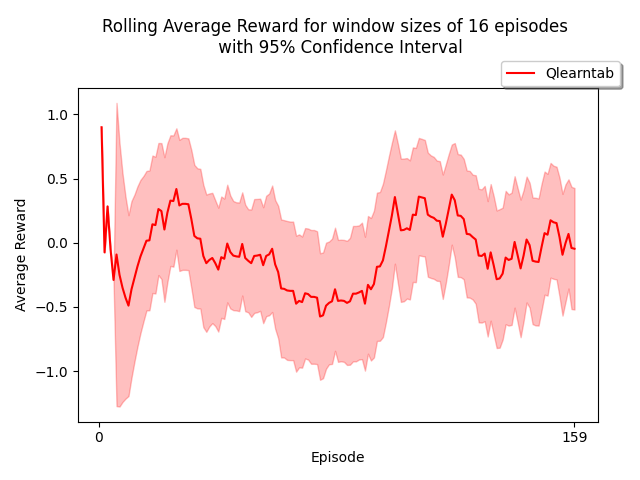 Rolling Average Reward for window sizes of 16 episodes
with 95% Confidence Interval
Qlearntab
1.0
0.5
0.0
−0.5
−1.0
Average Reward
0
159
Episode